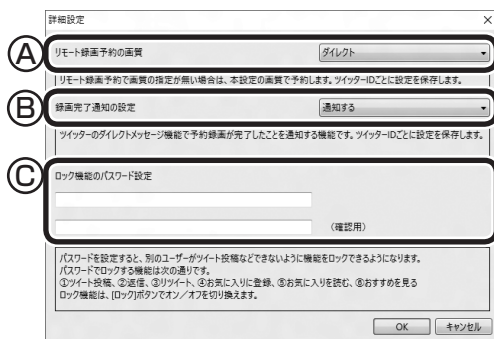 詳細設定
Ⓐ リモート録画予約の画質 ダイレクト
リモート録画予約で画質の指定が無い場合は、本設定の画質で予約します。ツイッターIDごとに設定を保存します。
Ⓑ 録画完了通知の設定 通知する
ツイッターのダイレクトメッセージ機能で予約録画が完了したことを通知する機能です。ツイッターIDごとに設定を保存します。
Ⓒ ロック機能のパスワード設定
(確認用)
パスワードを設定すると、別のユーザーがツイート投稿などできないように機能をロックできるようになります。
パスワードでロックする機能は次の通りです。
①ツイート投稿、②返信、③リツイート、④お気に入りに登録、⑤お気に入りを読む、⑥おすすめを見る
ロック機能は、[ロック]ボタンでオン／オフを切り換えます。
OK キャンセル